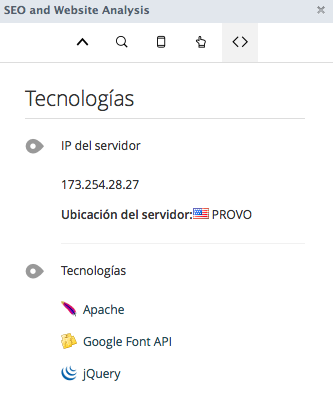 SEO and Website Analysis
Tecnologías
IP del servidor
173.254.28.27
Ubicación del servidor: PROVO
Tecnologías
Apache
Google Font API
jQuery